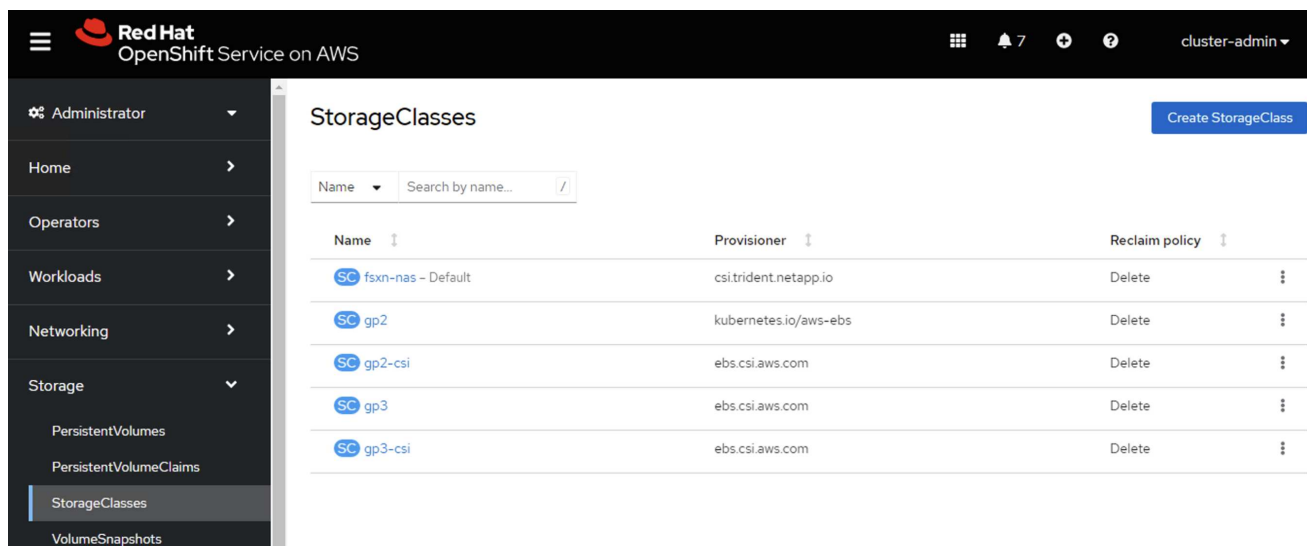 Red Hat
OpenShift Service on AWS
7
cluster-admin
Administrator
Home
Operators
Workloads
Networking
Storage
PersistentVolumes
PersistentVolumeClaims
StorageClasses
VolumeSnapshots
StorageClasses
Create StorageClass
Name Search by name... /
Name Provisioner Reclaim policy
SC fsxn-nas – Default csi.trident.netapp.io Delete
SC gp2 kubernetes.io/aws-ebs Delete
SC gp2-csi ebs.csi.aws.com Delete
SC gp3 ebs.csi.aws.com Delete
SC gp3-csi ebs.csi.aws.com Delete